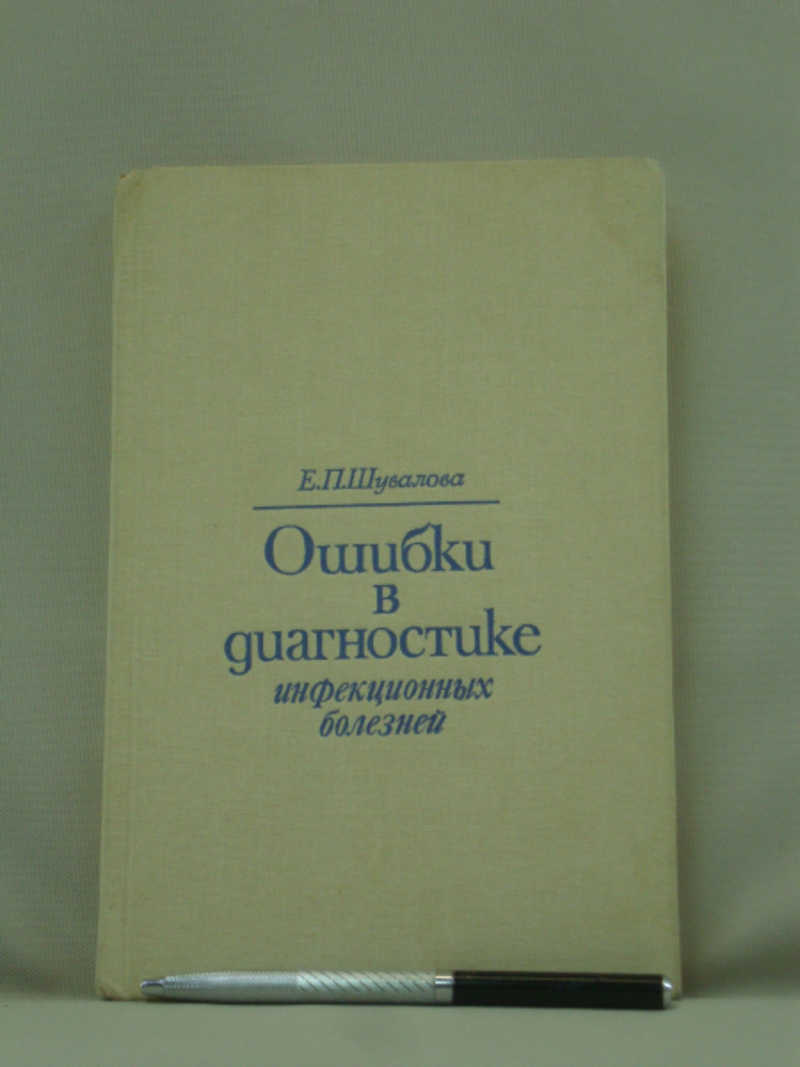 Е.П.Шувалова
Ошибки
в
диагностике
инфекционных
болезней